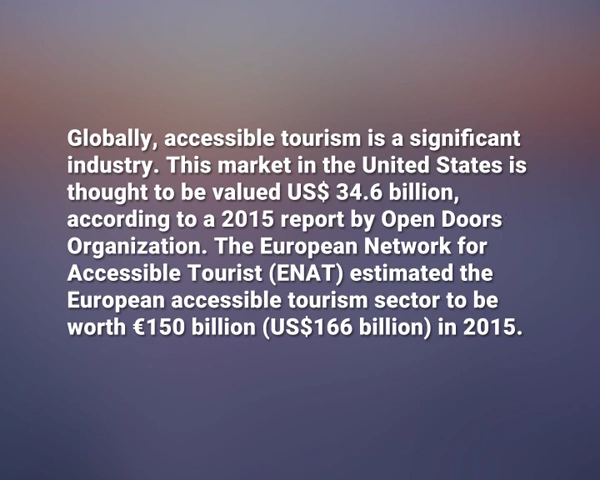 Globally, accessible tourism is a significant
industry. This market in the United States is
thought to be valued US$ 34.6 billion,
according to a 2015 report by Open Doors
Organization. The European Network for
Accessible Tourist (ENAT) estimated the
European accessible tourism sector to be
worth €150 billion (US$166 billion) in 2015.